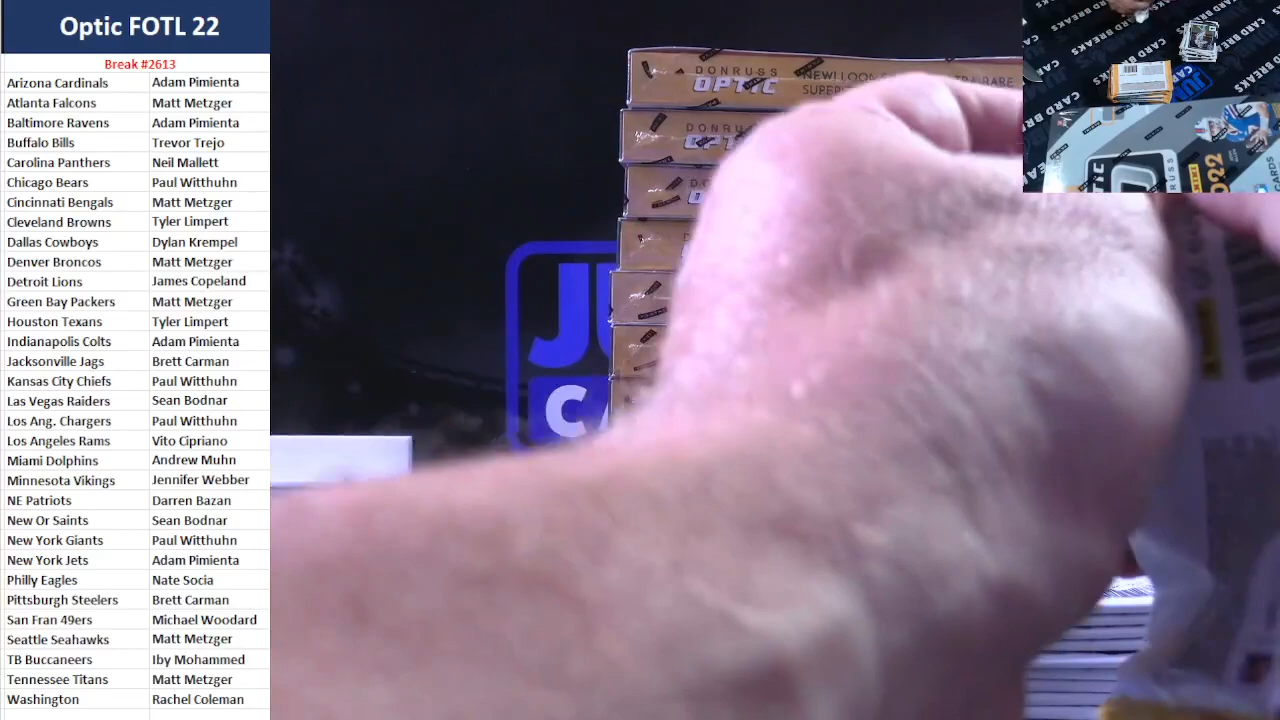 Optic FOTL 22
Break #2613
Arizona Cardinals Adam Pimienta
Atlanta Falcons Matt Metzger
Baltimore Ravens Adam Pimienta
Buffalo Bills Trevor Trejo
Carolina Panthers Neil Mallett
Chicago Bears Paul Witthuhn
Cincinnati Bengals Matt Metzger
Cleveland Browns Tyler Limpert
Dallas Cowboys Dylan Krempel
Denver Broncos Matt Metzger
Detroit Lions James Copeland
Green Bay Packers Matt Metzger
Houston Texans Tyler Limpert
Indianapolis Colts Adam Pimienta
Jacksonville Jags Brett Carman
Kansas City Chiefs Paul Witthuhn
Las Vegas Raiders Sean Bodnar
Los Ang. Chargers Paul Witthuhn
Los Angeles Rams Vito Cipriano
Miami Dolphins Andrew Muhn
Minnesota Vikings Jennifer Webber
NE Patriots Darren Bazan
New Or Saints Sean Bodnar
New York Giants Paul Witthuhn
New York Jets Adam Pimienta
Philly Eagles Nate Socia
Pittsburgh Steelers Brett Carman
San Fran 49ers Michael Woodard
Seattle Seahawks Matt Metzger
TB Buccaneers Iby Mohammed
Tennessee Titans Matt Metzger
Washington Rachel Coleman
DONRUSS
OPTIC
NEW!
CARD BREAKS
CARD BREAKS